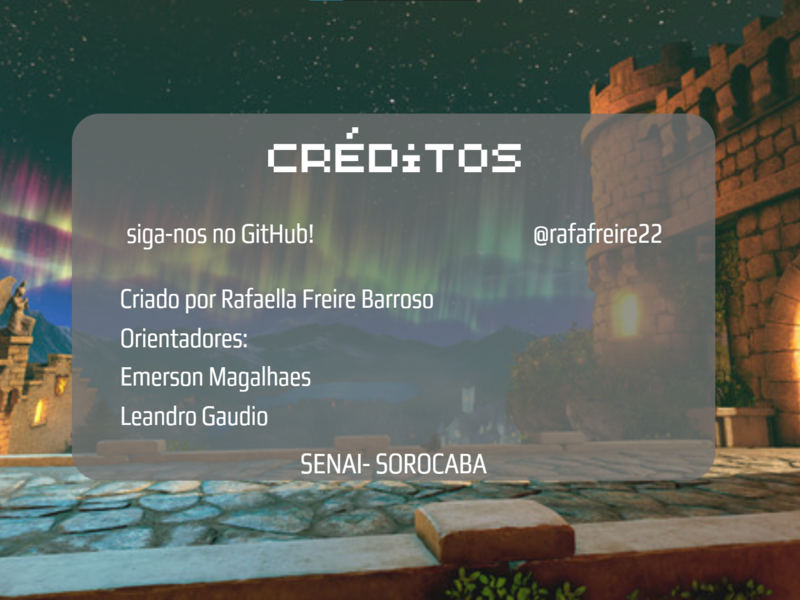 CRÉDiTOS
siga-nos no GitHub!
@rafafreire22
Criado por Rafaella Freire Barroso
Orientadores:
Emerson Magalhaes
Leandro Gaudio
SENAI- SOROCABA